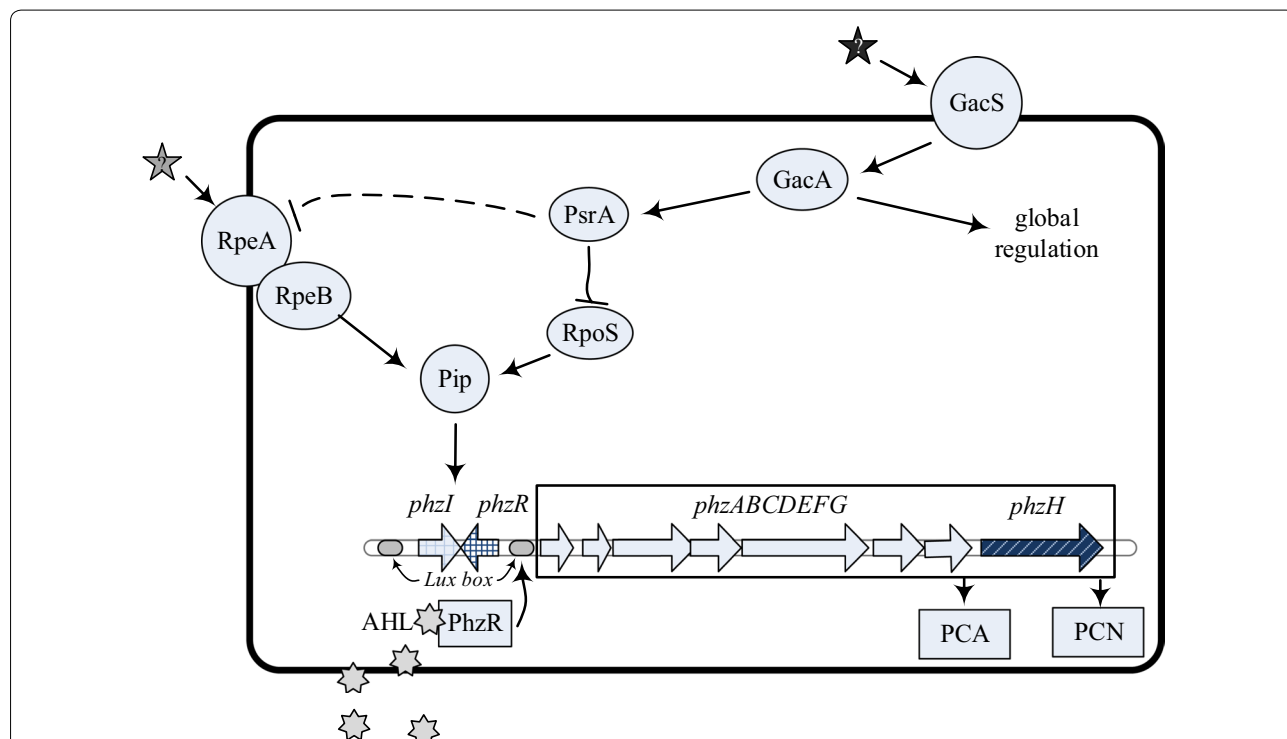 ?
GacS
?
GacA
PsrA
global
regulation
RpeA
RpeB
RpoS
Pip
phzI phzR phzABCDEFG phzH
Lux box
AHL PhzR
PCA PCN